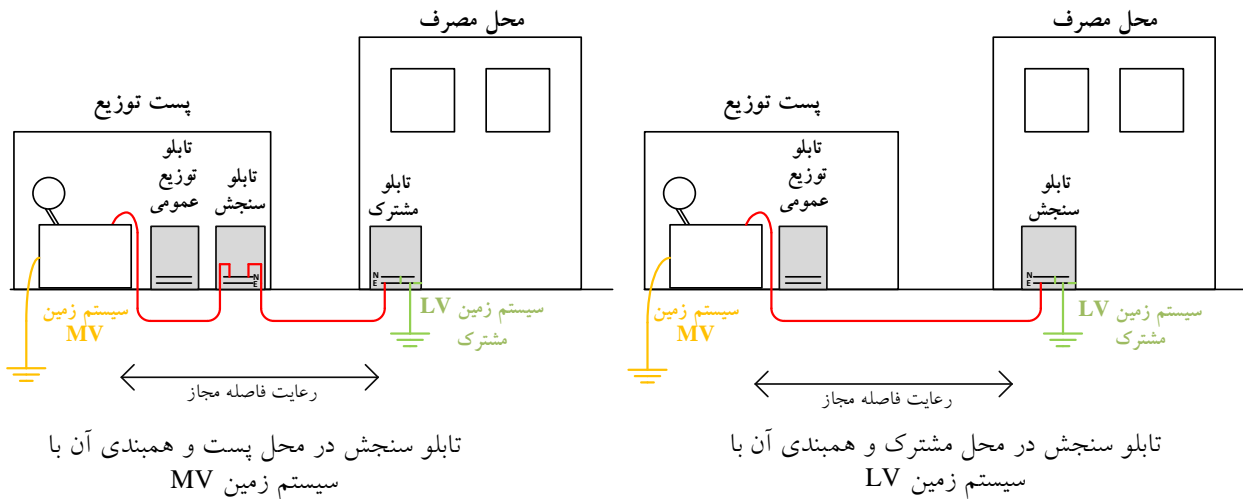 محل مصرف
پست توزیع
تابلو
توزیع
عمومی
تابلو
سنجش
تابلو
مشترک
N
E
N
E
سیستم زمین
MV
سیستم زمین LV
مشترک
رعایت فاصله مجاز
تابلو سنجش در محل پست و همبندی آن با
سیستم زمین MV
محل مصرف
پست توزیع
تابلو
توزیع
عمومی
تابلو
سنجش
N
E
سیستم زمین
MV
سیستم زمین LV
مشترک
رعایت فاصله مجاز
تابلو سنجش در محل مشترک و همبندی آن با
سیستم زمین LV